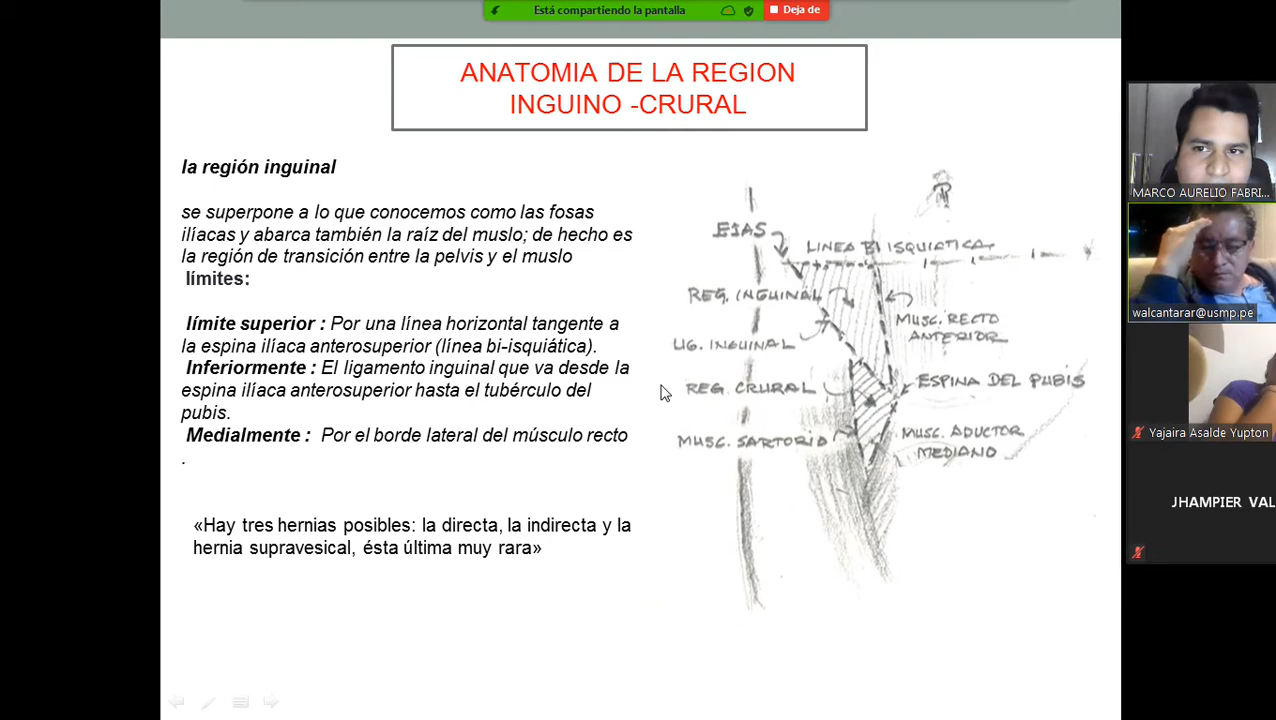 Está compartiendo la pantalla
Deja de
ANATOMIA DE LA REGION
INGUINO -CRURAL
la región inguinal
se superpone a lo que conocemos como las fosas
ilíacas y abarca también la raíz del muslo; de hecho es
la región de transición entre la pelvis y el muslo
límites:
límite superior : Por una línea horizontal tangente a
la espina ilíaca anterosuperior (línea bi-isquiática).
Inferiormente : El ligamento inguinal que va desde la
espina ilíaca anterosuperior hasta el tubérculo del
pubis.
Medialmente : Por el borde lateral del músculo recto
.
«Hay tres hernias posibles: la directa, la indirecta y la
hernia supravesical, ésta última muy rara»
EIAS
LINEA BI ISQUIATICA
REG. INGUINAL
MUSC. RECTO
ANTERIOR
LIG. INGUINAL
REG. CRURAL
ESPINA DEL PUBIS
MUSC. SARTORIO
MUSC. ADUCTOR
MEDIANO
MARCO AURELIO FABRI...
walcantarar@usmp.pe
Yajaira Asalde Yupton
JHAMPIER VAL